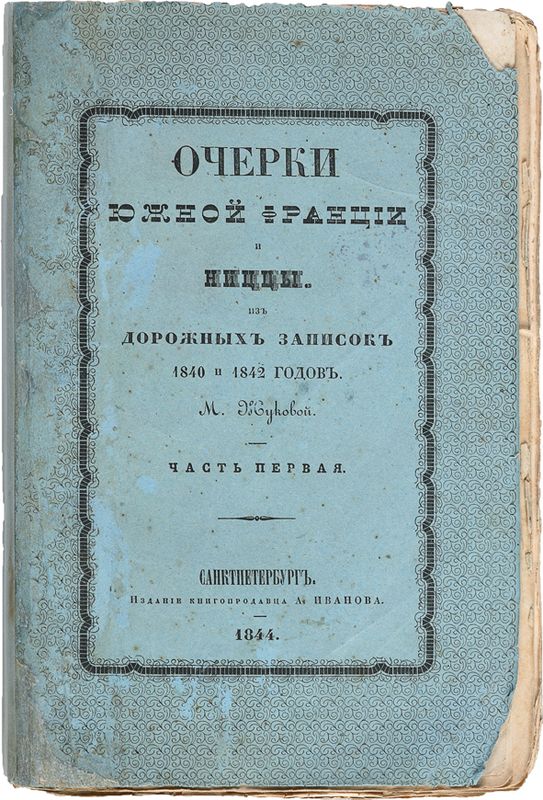 ОЧЕРКИ
ЮЖНОЙ ФРАНЦІИ
И
НИЦЦЫ.
ИЗЪ
ДОРОЖНЫХЪ ЗАПИСОКЪ
1840 и 1842 ГОДОВЪ.
М. Жуковой.
ЧАСТЬ ПЕРВАЯ.
САНКТПЕТЕРБУРГЪ.
Изданіе книгопродавца А. ИВАНОВА.
1844.